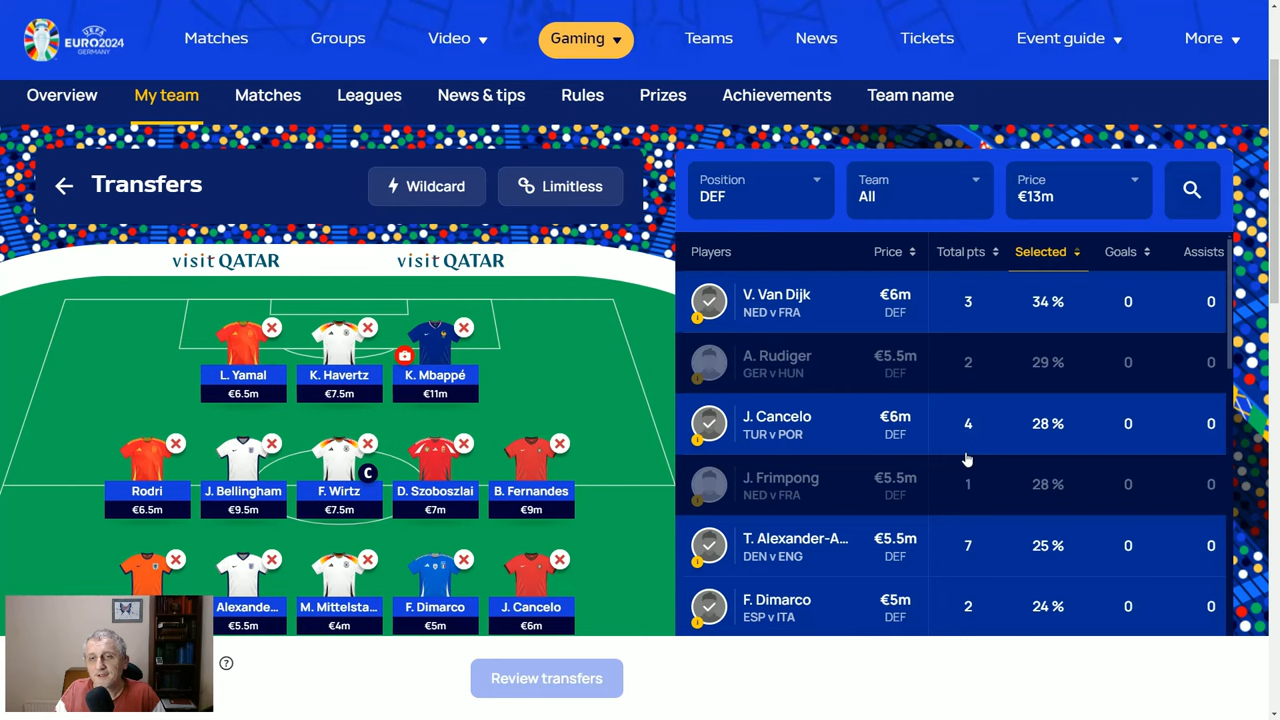 UEFA
EURO2024
GERMANY
Matches
Groups
Video
Gaming
Teams
News
Tickets
Event guide
More
Overview
My team
Matches
Leagues
News & tips
Rules
Prizes
Achievements
Team name
Transfers
Wildcard
Limitless
Position
DEF
Team
All
Price
€13m
visit QATAR
visit QATAR
Players
Price
Total pts
Selected
Goals
Assists
V. Van Dijk
NED v FRA
€6m
DEF
3
34 %
0
0
A. Rudiger
GER v HUN
€5.5m
DEF
2
29 %
0
0
J. Cancelo
TUR v POR
€6m
DEF
4
28 %
0
0
J. Frimpong
NED v FRA
€5.5m
DEF
1
28 %
0
0
T. Alexander-A...
DEN v ENG
€5.5m
DEF
7
25 %
0
0
F. Dimarco
ESP v ITA
€5m
DEF
2
24 %
0
0
L. Yamal
€6.5m
K. Havertz
€7.5m
K. Mbappé
€11m
Rodri
€6.5m
J. Bellingham
€9.5m
C
F. Wirtz
€7.5m
D. Szoboszlai
€7m
B. Fernandes
€9m
Alexande...
€5.5m
M. Mittelsta...
€4m
F. Dimarco
€5m
J. Cancelo
€6m
?
Review transfers